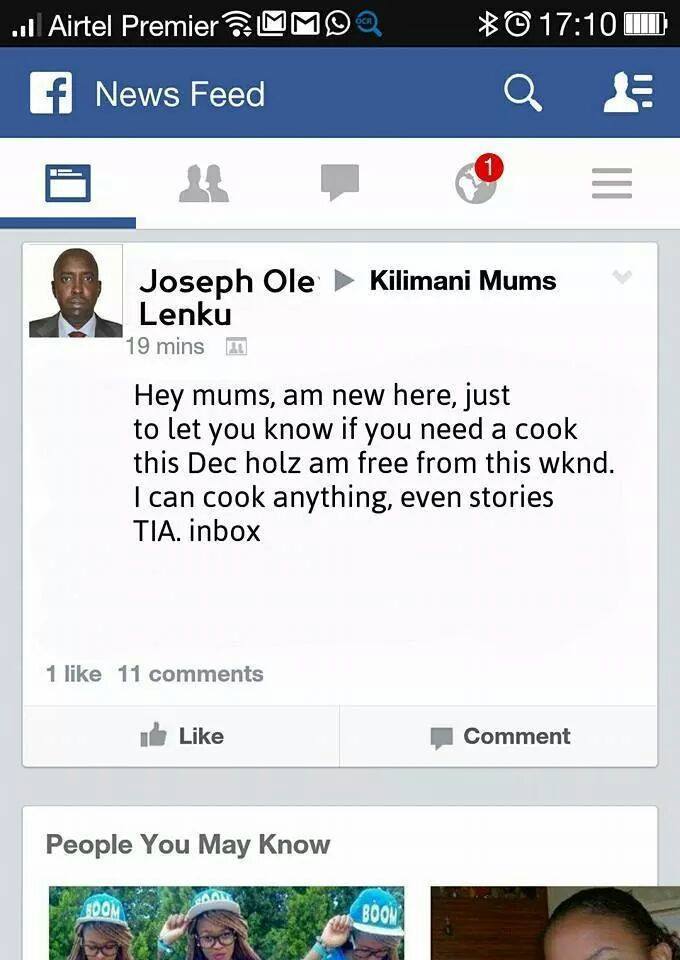 Airtel Premier OCR 17:10
f News Feed
1
Joseph Ole ▶ Kilimani Mums
Lenku
19 mins
Hey mums, am new here, just
to let you know if you need a cook
this Dec holz am free from this wknd.
I can cook anything, even stories
TIA. inbox
1 like 11 comments
Like Comment
People You May Know
BOOM BOOM BOOM